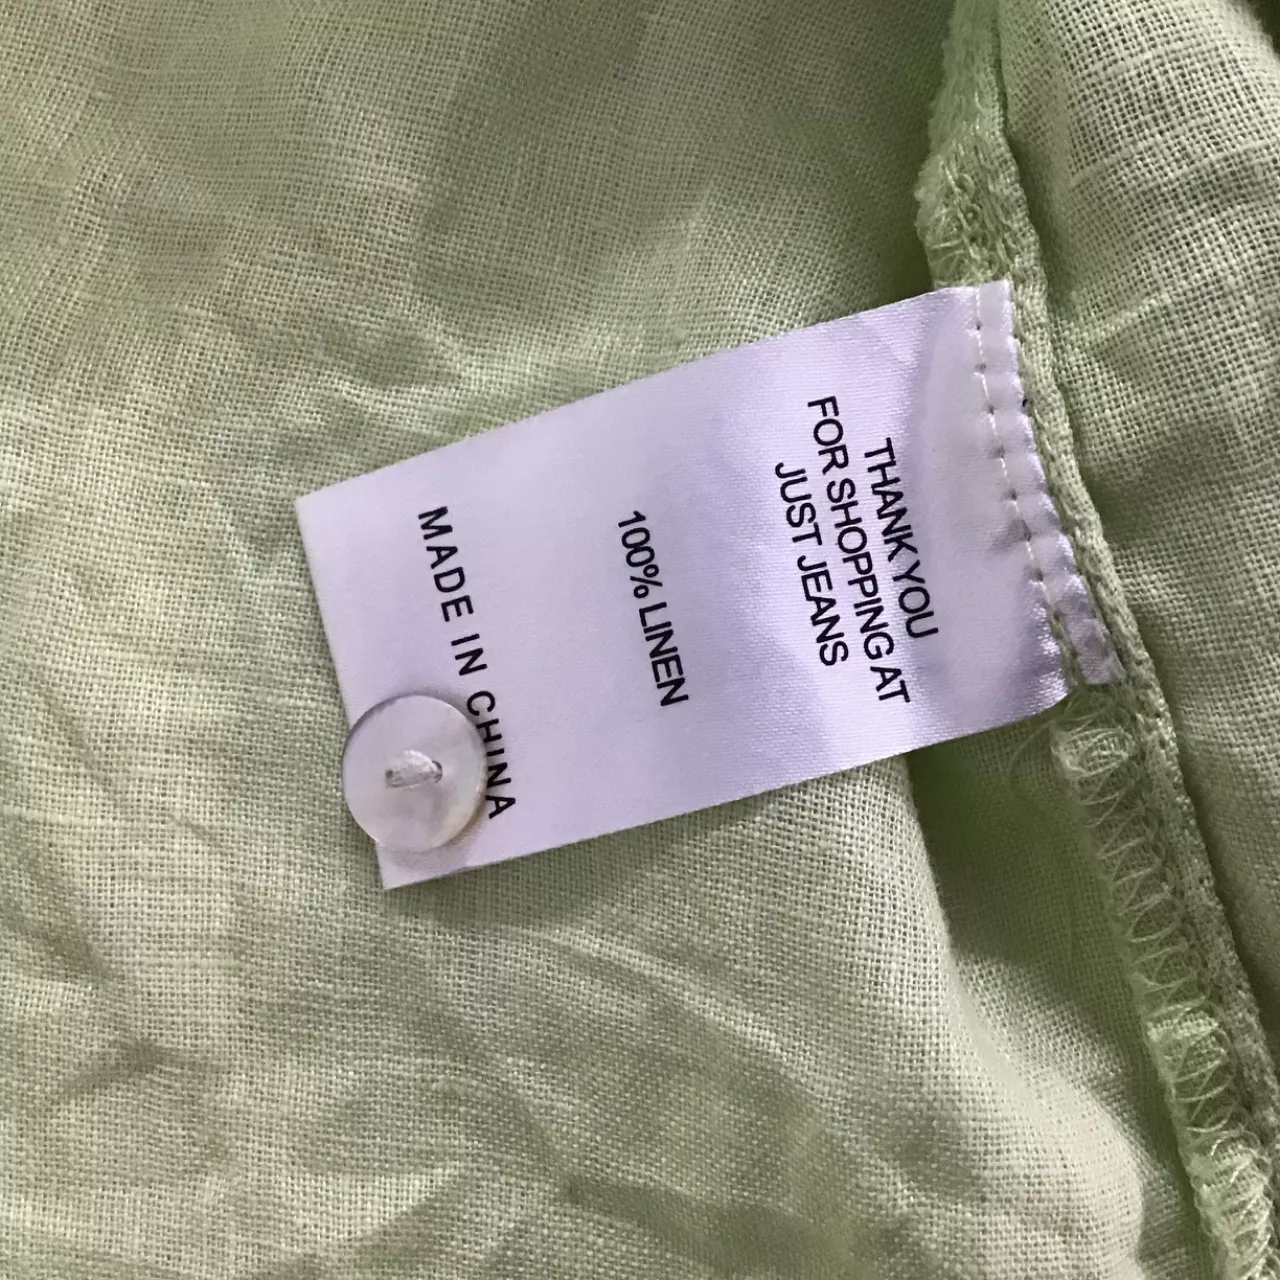 THANK YOU
FOR SHOPPING AT
JUST JEANS
100% LINEN
MADE IN CHINA